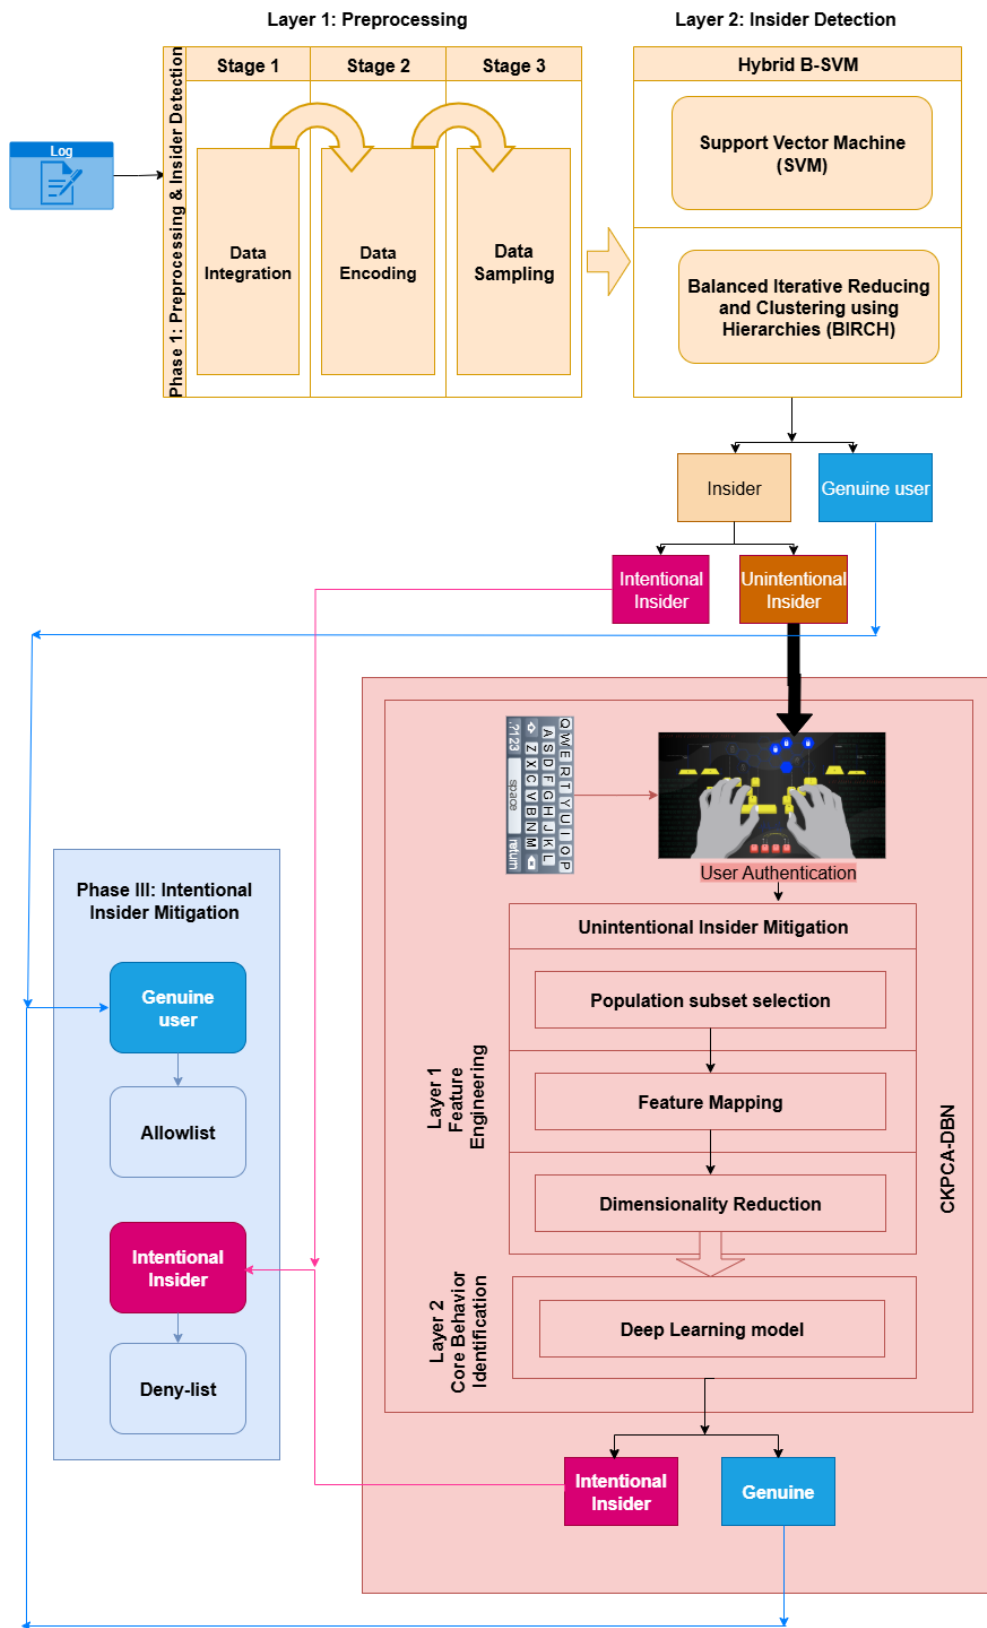 Layer 1: Preprocessing
Layer 2: Insider Detection
Phase 1: Preprocessing & Insider Detection
Stage 1
Stage 2
Stage 3
Hybrid B-SVM
Log
Support Vector Machine
(SVM)
Data
Integration
Data
Encoding
Data
Sampling
Balanced Iterative Reducing
and Clustering using
Hierarchies (BIRCH)
Insider
Genuine user
Intentional
Insider
Unintentional
Insider
QWERTYUIOP
ASDFGHJKL
ZXCVBNM
.?123
space
return
User Authentication
Phase III: Intentional
Insider Mitigation
Unintentional Insider Mitigation
Genuine
user
Population subset selection
Layer 1
Feature
Engineering
Feature Mapping
Allowlist
CKPCA-DBN
Dimensionality Reduction
Intentional
Insider
Layer 2
Core Behavior
Identification
Deep Learning model
Deny-list
Intentional
Insider
Genuine